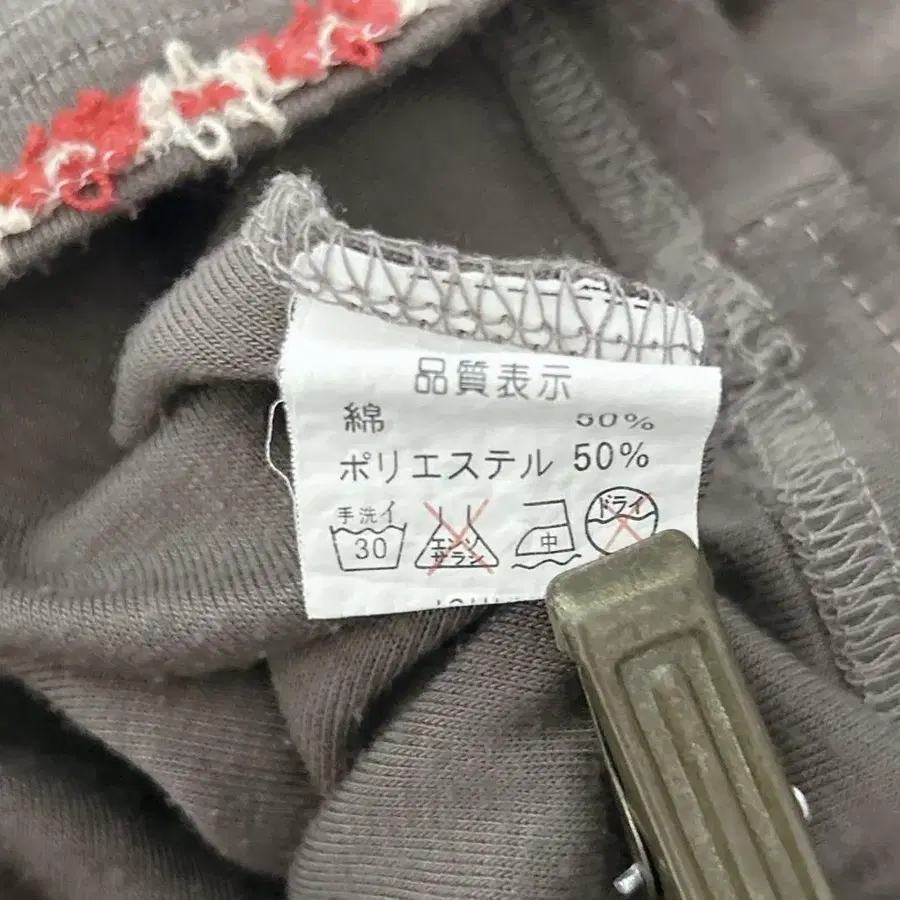 品質表示
綿 50%
ポリエステル 50%
手洗イ 30 エンソサラシ 中 ドライ